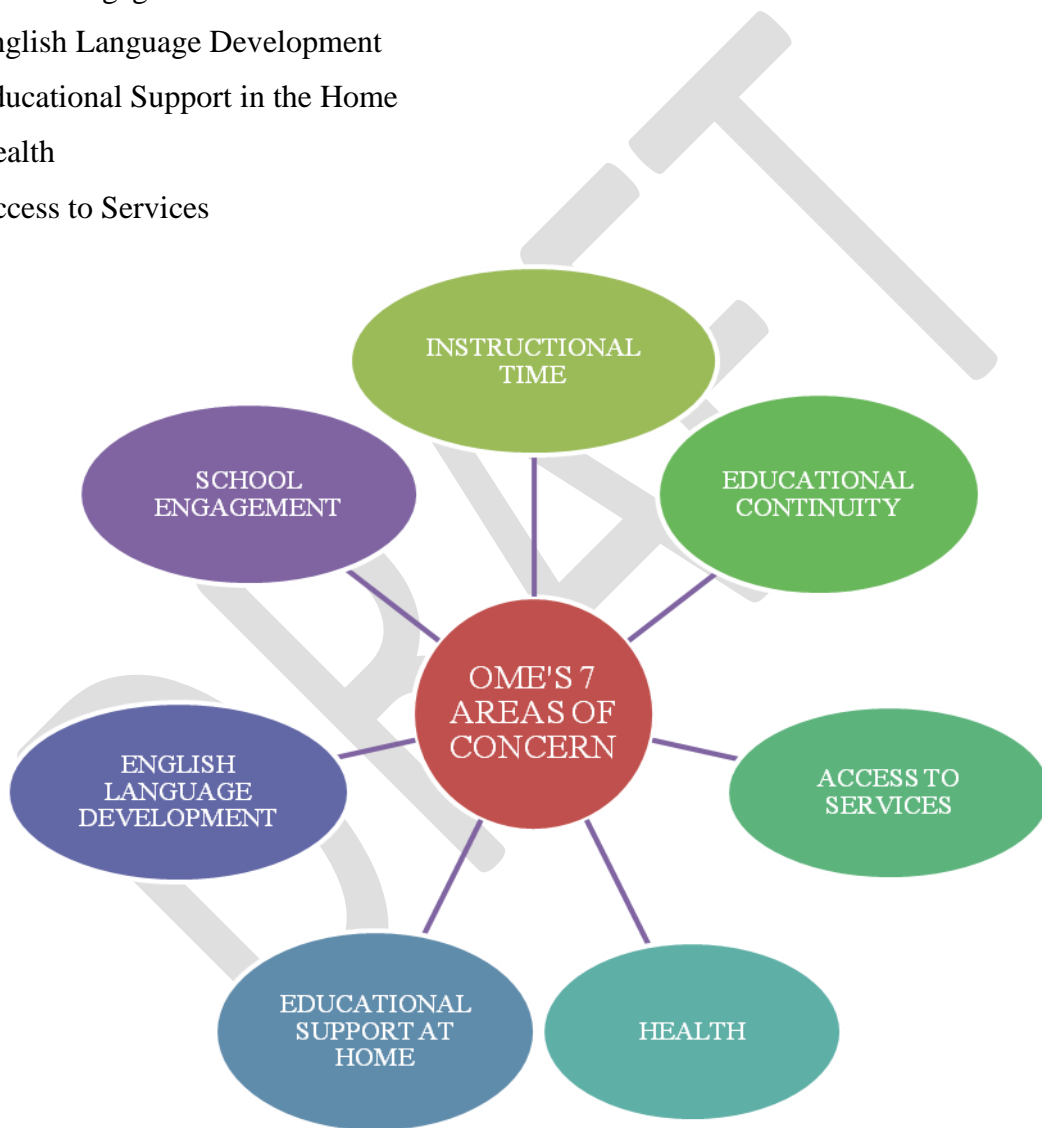 nglish Language Development
ducational Support in the Home
ealth
ccess to Services
INSTRUCTIONAL
TIME
SCHOOL
ENGAGEMENT
EDUCATIONAL
CONTINUITY
OME'S 7
AREAS OF
CONCERN
ENGLISH
LANGUAGE
DEVELOPMENT
ACCESS TO
SERVICES
EDUCATIONAL
SUPPORT AT
HOME
HEALTH
DRAFT